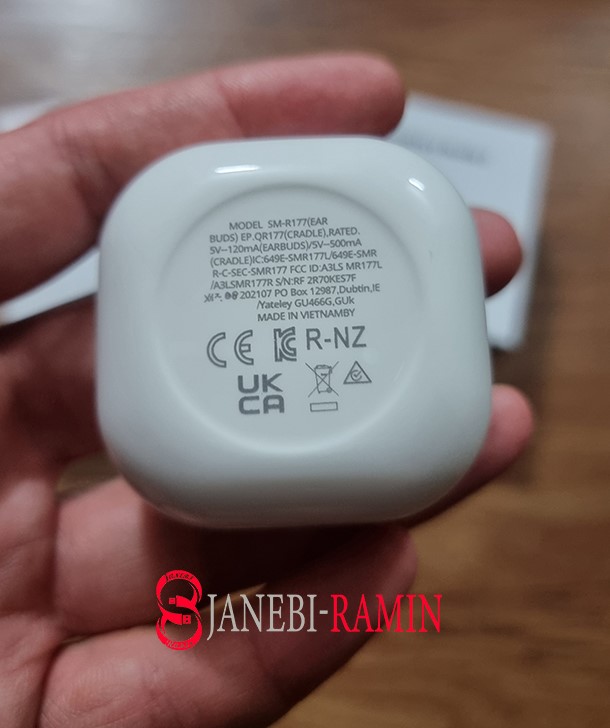 MODEL SM-R177(EAR
BUDS) EP.QR177(CRADLE),RATED.
5V⎓120mA(EARBUDS)/5V⎓500mA
(CRADLE)IC:649E-SMR177L/649E-SMR
R-C-SEC-SMR177 FCC ID:A3LS MR177L
/A3LSMR177R S/N:RF 2R70KES7F
202107 PO Box 12987,Dubtin,IE
/Yateley GU466G,GUk
MADE IN VIETNAMBY
CE R-NZ
UK
CA
JANEBI-RAMIN